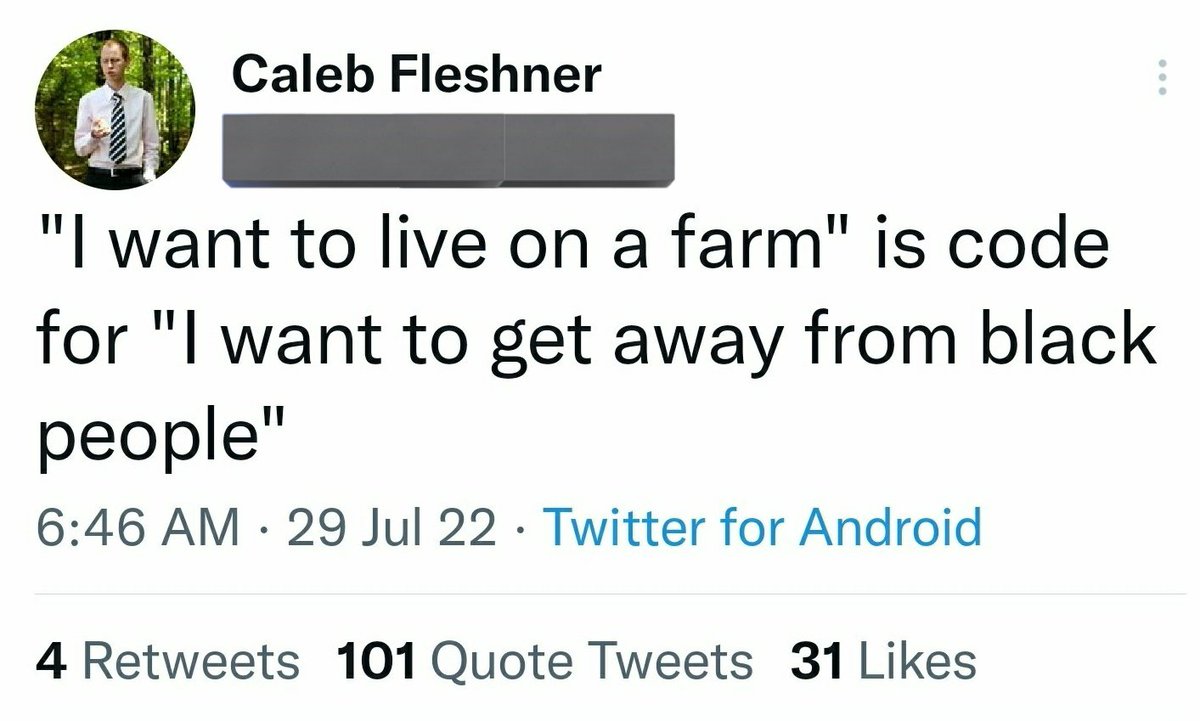 Caleb Fleshner
"I want to live on a farm" is code
for "I want to get away from black
people"
6:46 AM · 29 Jul 22 · Twitter for Android
4 Retweets 101 Quote Tweets 31 Likes